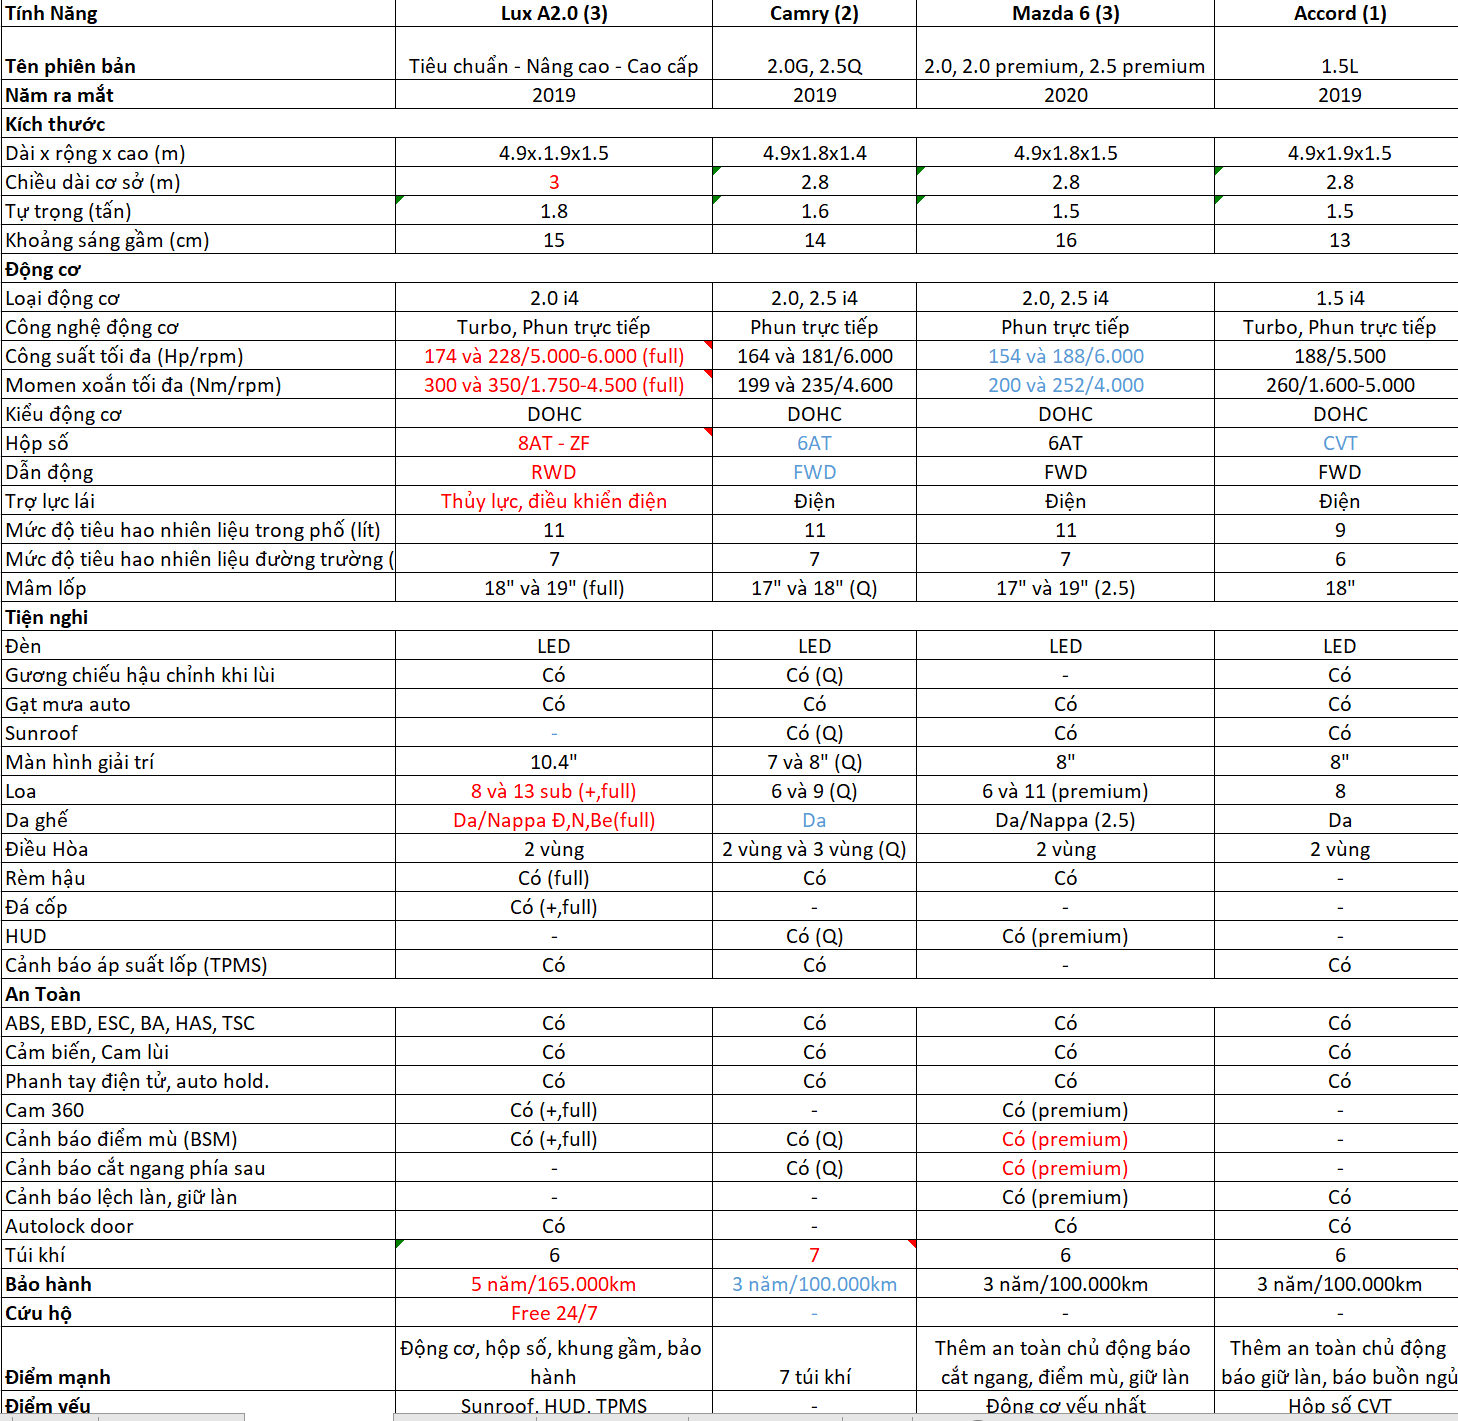 Tính Năng Lux A2.0 (3) Camry (2) Mazda 6 (3) Accord (1)
Tên phiên bản Tiêu chuẩn - Nâng cao - Cao cấp 2.0G, 2.5Q 2.0, 2.0 premium, 2.5 premium 1.5L
Năm ra mắt 2019 2019 2020 2019
Kích thước
Dài x rộng x cao (m) 4.9x.1.9x1.5 4.9x1.8x1.4 4.9x1.8x1.5 4.9x1.9x1.5
Chiều dài cơ sở (m) 3 2.8 2.8 2.8
Tự trọng (tấn) 1.8 1.6 1.5 1.5
Khoảng sáng gầm (cm) 15 14 16 13
Động cơ
Loại động cơ 2.0 i4 2.0, 2.5 i4 2.0, 2.5 i4 1.5 i4
Công nghệ động cơ Turbo, Phun trực tiếp Phun trực tiếp Phun trực tiếp Turbo, Phun trực tiếp
Công suất tối đa (Hp/rpm) 174 và 228/5.000-6.000 (full) 164 và 181/6.000 154 và 188/6.000 188/5.500
Momen xoắn tối đa (Nm/rpm) 300 và 350/1.750-4.500 (full) 199 và 235/4.600 200 và 252/4.000 260/1.600-5.000
Kiểu động cơ DOHC DOHC DOHC DOHC
Hộp số 8AT - ZF 6AT 6AT CVT
Dẫn động RWD FWD FWD FWD
Trợ lực lái Thủy lực, điều khiển điện Điện Điện Điện
Mức độ tiêu hao nhiên liệu trong phố (lít) 11 11 11 9
Mức độ tiêu hao nhiên liệu đường trường ( 7 7 7 6
Mâm lốp 18" và 19" (full) 17" và 18" (Q) 17" và 19" (2.5) 18"
Tiện nghi
Đèn LED LED LED LED
Gương chiếu hậu chỉnh khi lùi Có Có (Q) - Có
Gạt mưa auto Có Có Có Có
Sunroof - Có (Q) Có Có
Màn hình giải trí 10.4" 7 và 8" (Q) 8" 8"
Loa 8 và 13 sub (+,full) 6 và 9 (Q) 6 và 11 (premium) 8
Da ghế Da/Nappa Đ,N,Be(full) Da Da/Nappa (2.5) Da
Điều Hòa 2 vùng 2 vùng và 3 vùng (Q) 2 vùng 2 vùng
Rèm hậu Có (full) Có Có -
Đá cốp Có (+,full) - - -
HUD - Có (Q) Có (premium) -
Cảnh báo áp suất lốp (TPMS) Có Có - Có
An Toàn
ABS, EBD, ESC, BA, HAS, TSC Có Có Có Có
Cảm biến, Cam lùi Có Có Có Có
Phanh tay điện tử, auto hold. Có Có Có Có
Cam 360 Có (+,full) - Có (premium) -
Cảnh báo điểm mù (BSM) Có (+,full) Có (Q) Có (premium) -
Cảnh báo cắt ngang phía sau - Có (Q) Có (premium) -
Cảnh báo lệch làn, giữ làn - - Có (premium) Có
Autolock door Có - Có Có
Túi khí 6 7 6 6
Bảo hành 5 năm/165.000km 3 năm/100.000km 3 năm/100.000km 3 năm/100.000km
Cứu hộ Free 24/7 - - -
Động cơ, hộp số, khung gầm, bảo Thêm an toàn chủ động báo Thêm an toàn chủ động
Điểm mạnh hành 7 túi khí cắt ngang, điểm mù, giữ làn báo giữ làn, báo buồn ngủ
Điểm yếu Sunroof, HUD, TPMS - Động cơ yếu nhất Hộp số CVT